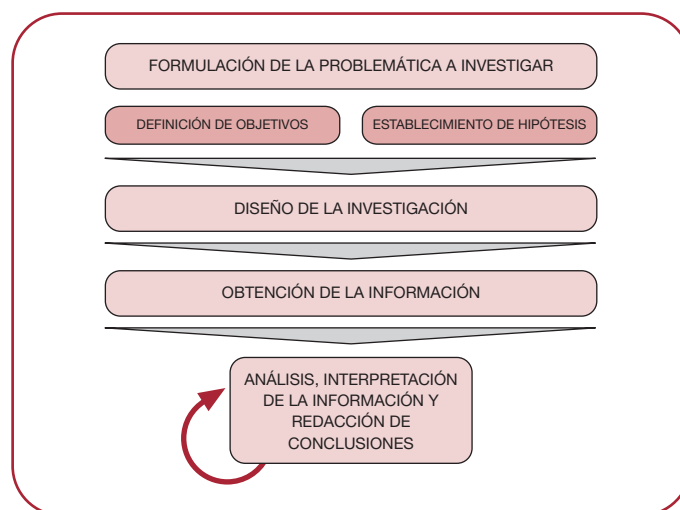 FORMULACIÓN DE LA PROBLEMÁTICA A INVESTIGAR
DEFINICIÓN DE OBJETIVOS
ESTABLECIMIENTO DE HIPÓTESIS
DISEÑO DE LA INVESTIGACIÓN
OBTENCIÓN DE LA INFORMACIÓN
ANÁLISIS, INTERPRETACIÓN
DE LA INFORMACIÓN Y
REDACCIÓN DE
CONCLUSIONES